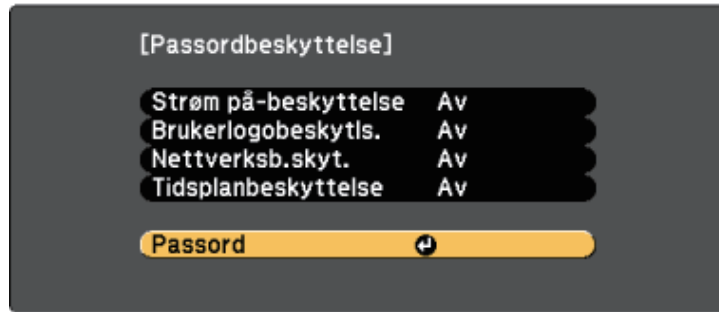 [Passordbeskyttelse]
Strøm på-beskyttelse Av
Brukerlogobeskytls. Av
Nettverksb.skyt. Av
Tidsplanbeskyttelse Av
Passord